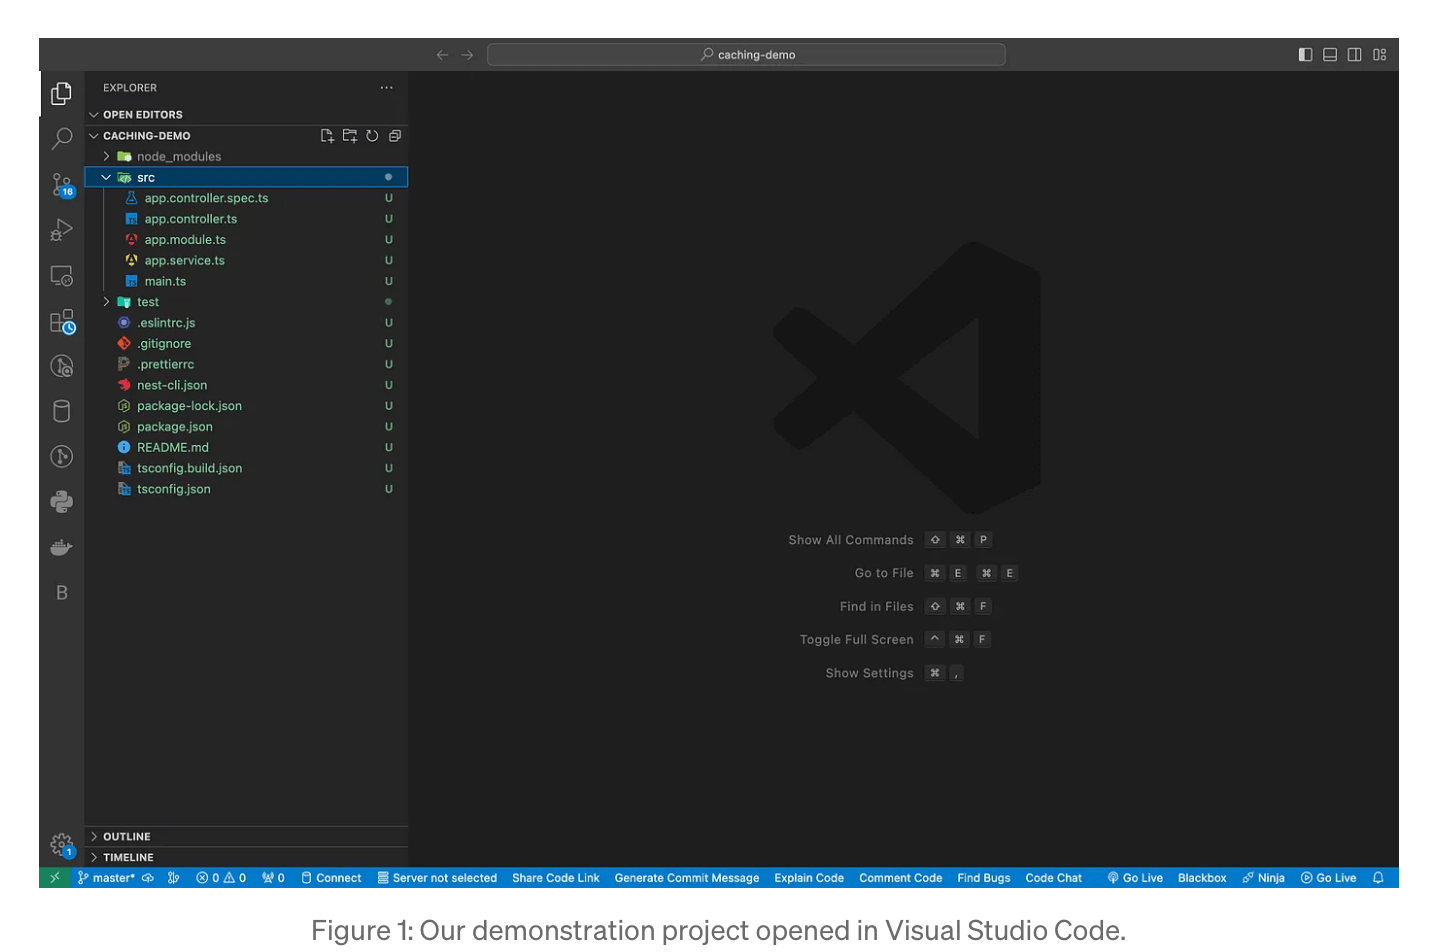 caching-demo
EXPLORER
OPEN EDITORS
CACHING-DEMO
node_modules
src
app.controller.spec.ts U
app.controller.ts U
app.module.ts U
app.service.ts U
main.ts U
test
.eslintrc.js U
.gitignore U
.prettierrc U
nest-cli.json U
package-lock.json U
package.json U
README.md U
tsconfig.build.json U
tsconfig.json U
16
B
1
Show All Commands ⇧ ⌘ P
Go to File ⌘ E ⌘ E
Find in Files ⇧ ⌘ F
Toggle Full Screen ^ ⌘ F
Show Settings ⌘ ,
OUTLINE
TIMELINE
master* 0 0 0 Connect Server not selected Share Code Link Generate Commit Message Explain Code Comment Code Find Bugs Code Chat Go Live Blackbox Ninja Go Live
Figure 1: Our demonstration project opened in Visual Studio Code.